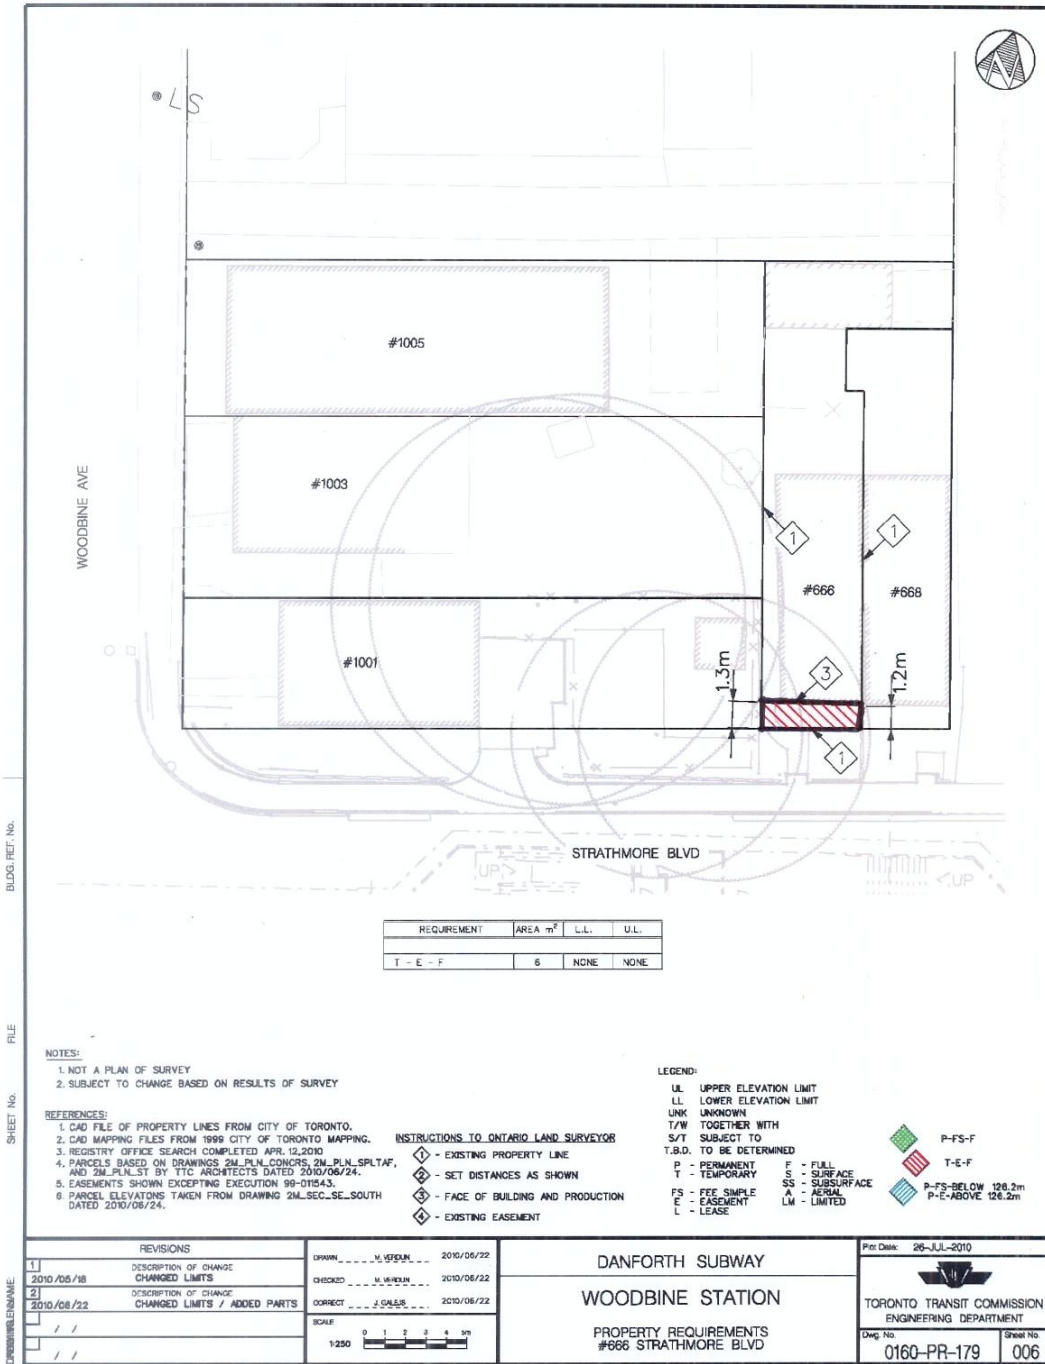 LS
#1005
WOODBINE AVE
#1003
1
1
#666
#668
#1001
1.3m
3
1.2m
1
STRATHMORE BLVD
UP
UP
REQUIREMENT AREA m² L.L. U.L.
T - E - F 6 NONE NONE
BLDG. REF. No.
FILE
SHEET No.
NOTES:
1. NOT A PLAN OF SURVEY
2. SUBJECT TO CHANGE BASED ON RESULTS OF SURVEY
REFERENCES:
1. CAD FILE OF PROPERTY LINES FROM CITY OF TORONTO.
2. CAD MAPPING FILES FROM 1999 CITY OF TORONTO MAPPING.
3. REGISTRY OFFICE SEARCH COMPLETED APR. 12,2010
4. PARCELS BASED ON DRAWINGS 2M_PLN_CONCRS, 2M_PLN_SPLTAF,
AND 2M_PLN_ST BY TTC ARCHITECTS DATED 2010/06/24.
5. EASEMENTS SHOWN EXCEPTING EXECUTION 99-011543.
6 PARCEL ELEVATONS TAKEN FROM DRAWING 2M_SEC_SE_SOUTH
DATED 2010/06/24.
INSTRUCTIONS TO ONTARIO LAND SURVEYOR
1 - EXISTING PROPERTY LINE
2 - SET DISTANCES AS SHOWN
3 - FACE OF BUILDING AND PRODUCTION
4 - EXISTING EASEMENT
LEGEND:
UL UPPER ELEVATION LIMIT
LL LOWER ELEVATION LIMIT
UNK UNKNOWN
T/W TOGETHER WITH
S/T SUBJECT TO
T.B.D. TO BE DETERMINED
P - PERMANENT F - FULL
T - TEMPORARY S - SURFACE
SS - SUBSURFACE
FS - FEE SIMPLE A - AERIAL
E - EASEMENT LM - LIMITED
L - LEASE
P-FS-F
T-E-F
P-FS-BELOW 126.2m
P-E-ABOVE 126.2m
REVISIONS
1 DESCRIPTION OF CHANGE
2010/05/18 CHANGED LIMITS
2 DESCRIPTION OF CHANGE
2010/06/22 CHANGED LIMITS / ADDED PARTS
/ /
/ /
DRAWN M. VERDUN 2010/06/22
CHECKED M. VERDUN 2010/06/22
CORRECT J. GALEJS 2010/06/22
SCALE
1:250 0 1 2 3 4 5m
DANFORTH SUBWAY
WOODBINE STATION
PROPERTY REQUIREMENTS
#666 STRATHMORE BLVD
Plot Date: 26-JUL-2010
TORONTO TRANSIT COMMISSION
ENGINEERING DEPARTMENT
Dwg. No. Sheet No.
0160-PR-179 006